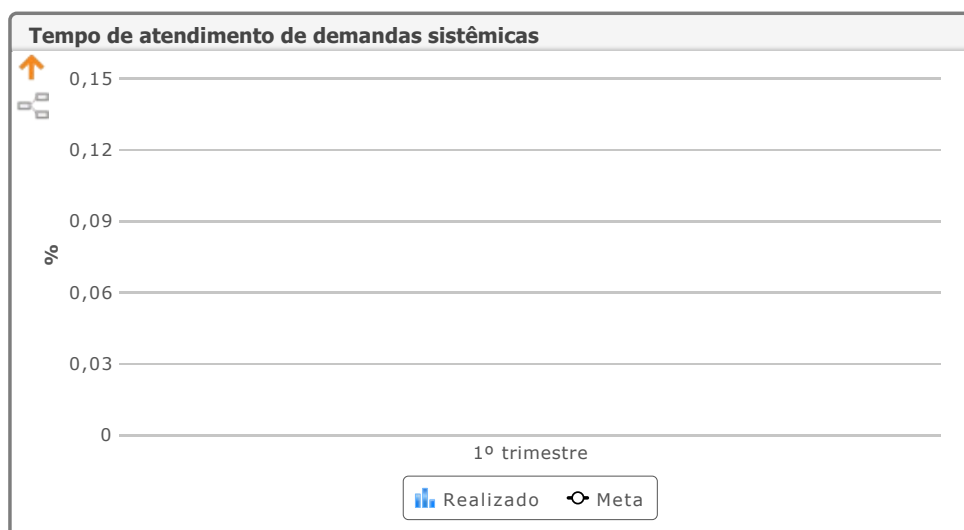 Tempo de atendimento de demandas sistêmicas
0,15
0,12
0,09
%
0,06
0,03
0
1º trimestre
Realizado Meta